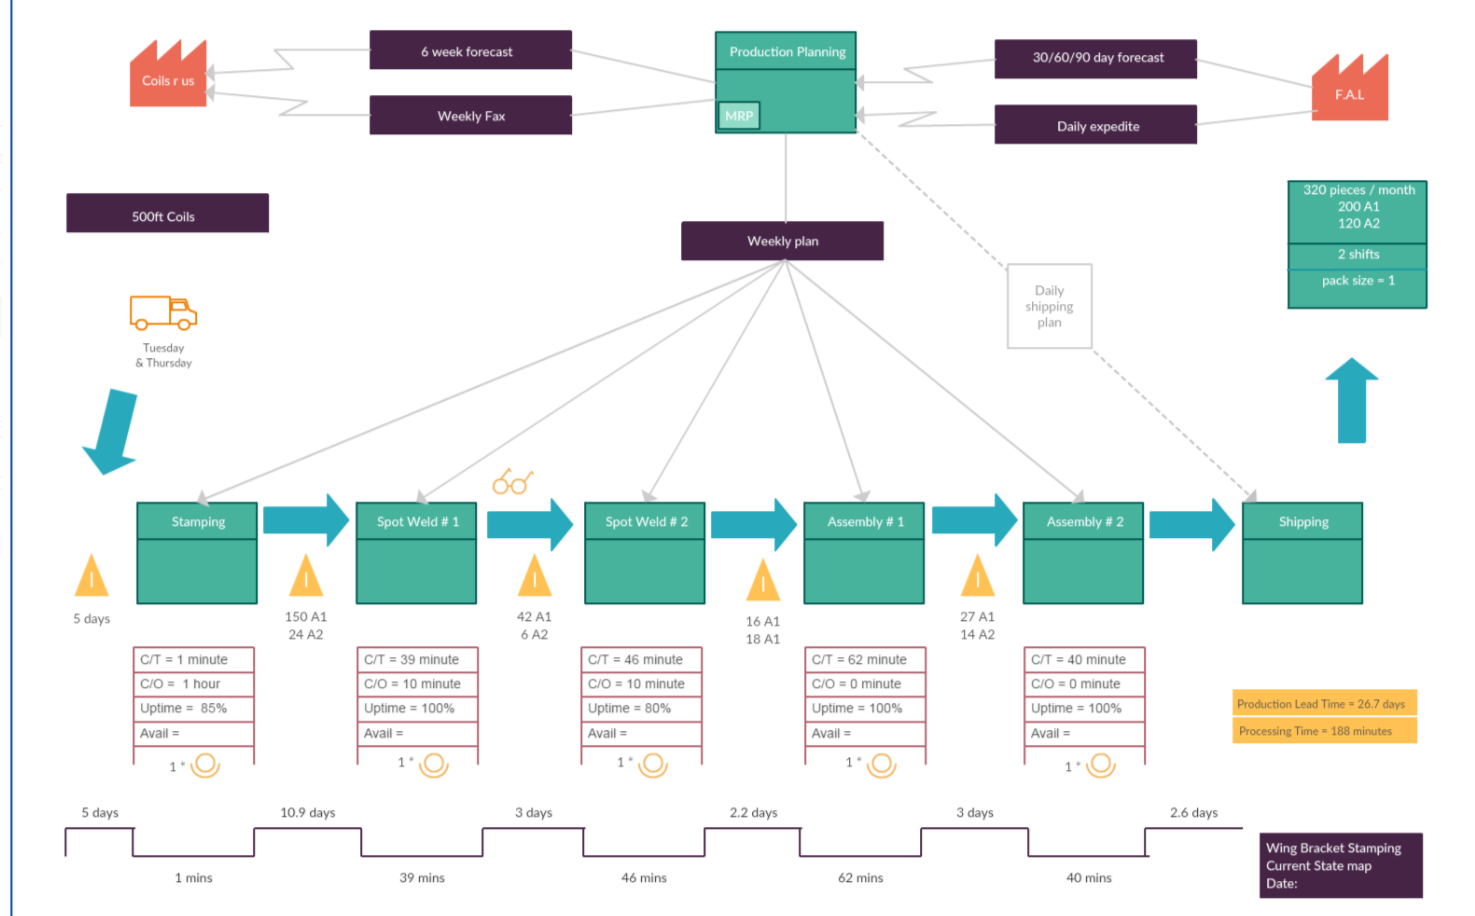 6 week forecast
Production Planning
30/60/90 day forecast
Coils r us
F.A.L
Weekly Fax
MRP
Daily expedite
500ft Coils
320 pieces / month
200 A1
120 A2
2 shifts
pack size = 1
Weekly plan
Daily
shipping
plan
Tuesday
& Thursday
Stamping
Spot Weld # 1
Spot Weld # 2
Assembly # 1
Assembly # 2
Shipping
I
I
I
I
I
5 days
150 A1
24 A2
42 A1
6 A2
16 A1
18 A1
27 A1
14 A2
C/T = 1 minute
C/O =  1 hour
Uptime =  85%
Avail =
1 *
C/T = 39 minute
C/O = 10 minute
Uptime = 100%
Avail =
1 *
C/T = 46 minute
C/O = 10 minute
Uptime = 80%
Avail =
1 *
C/T = 62 minute
C/O = 0 minute
Uptime = 100%
Avail =
1 *
C/T = 40 minute
C/O = 0 minute
Uptime = 100%
Avail =
1 *
Production Lead Time = 26.7 days
Processing Time = 188 minutes
5 days
10.9 days
3 days
2.2 days
3 days
2.6 days
1 mins
39 mins
46 mins
62 mins
40 mins
Wing Bracket Stamping
Current State map
Date: